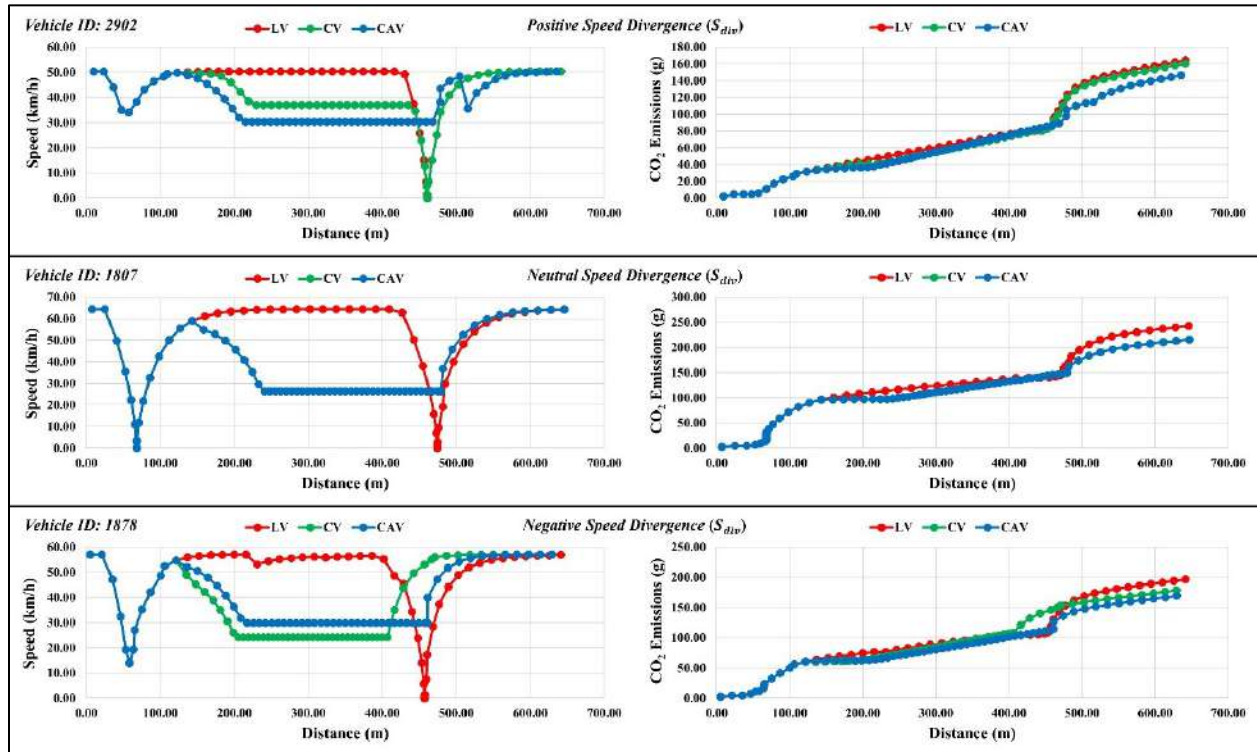 Vehicle ID: 2902
Positive Speed Divergence (S_div)
LV CV CAV
LV CV CAV
Speed (km/h)
60.00
50.00
40.00
30.00
20.00
10.00
0.00
0.00 100.00 200.00 300.00 400.00 500.00 600.00 700.00
Distance (m)
CO₂ Emissions (g)
180.00
160.00
140.00
120.00
100.00
80.00
60.00
40.00
20.00
0.00
0.00 100.00 200.00 300.00 400.00 500.00 600.00 700.00
Distance (m)
Vehicle ID: 1807
Neutral Speed Divergence (S_div)
LV CV CAV
LV CV CAV
Speed (km/h)
70.00
60.00
50.00
40.00
30.00
20.00
10.00
0.00
0.00 100.00 200.00 300.00 400.00 500.00 600.00 700.00
Distance (m)
CO₂ Emissions (g)
300.00
250.00
200.00
150.00
100.00
50.00
0.00
0.00 100.00 200.00 300.00 400.00 500.00 600.00 700.00
Distance (m)
Vehicle ID: 1878
Negative Speed Divergence (S_div)
LV CV CAV
LV CV CAV
Speed (km/h)
60.00
50.00
40.00
30.00
20.00
10.00
0.00
0.00 100.00 200.00 300.00 400.00 500.00 600.00 700.00
Distance (m)
CO₂ Emissions (g)
250.00
200.00
150.00
100.00
50.00
0.00
0.00 100.00 200.00 300.00 400.00 500.00 600.00 700.00
Distance (m)